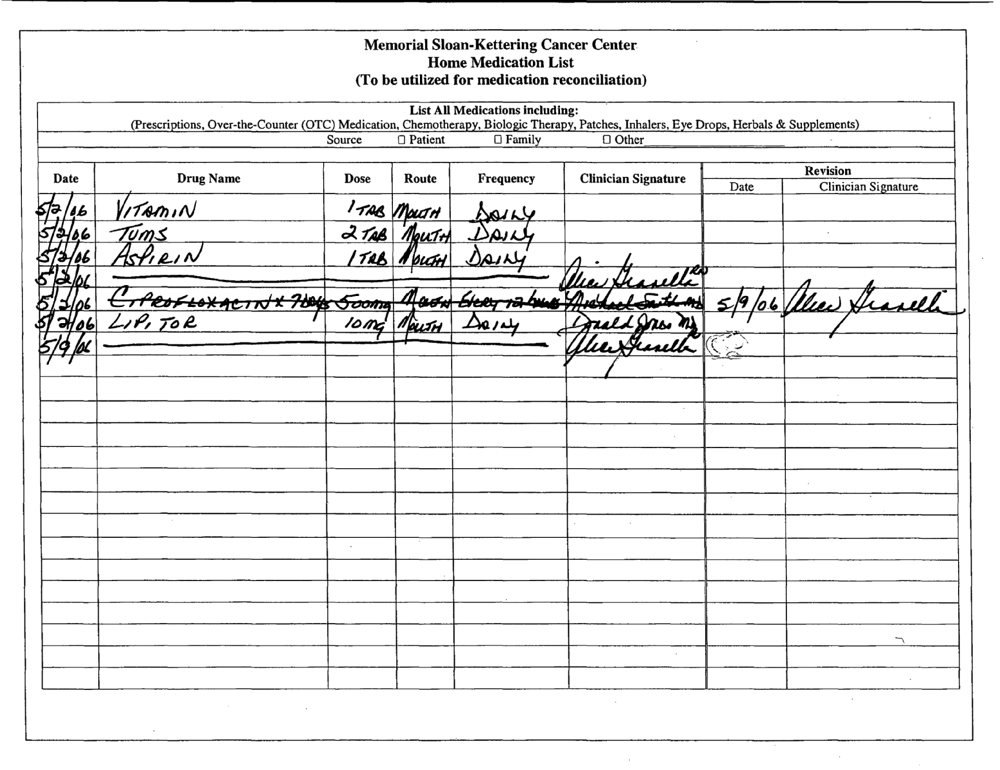 Memorial Sloan-Kettering Cancer Center
Home Medication List
(To be utilized for medication reconciliation)
List All Medications including:
(Prescriptions, Over-the-Counter (OTC) Medication, Chemotherapy, Biologic Therapy, Patches, Inhalers, Eye Drops, Herbals & Supplements)
Source ☐ Patient ☐ Family ☐ Other
Date Drug Name Dose Route Frequency Clinician Signature Revision
Date Clinician Signature
5/2/06 VITAMIN 1 TAB MOUTH DAILY
5/2/06 TUMS 2 TAB MOUTH DAILY
5/2/06 ASPIRIN 1 TAB MOUTH DAILY
5/2/06 Alice Granelli RN
5/2/06 CIPROFLOXACIN x 7 DAYS 500mg MOUTH Every 12 hours Michael Smith MD 5/9/06 Alice Granelli
5/2/06 LIPITOR 10mg MOUTH DAILY Donald Jones MD
5/9/06 Alice Granelli